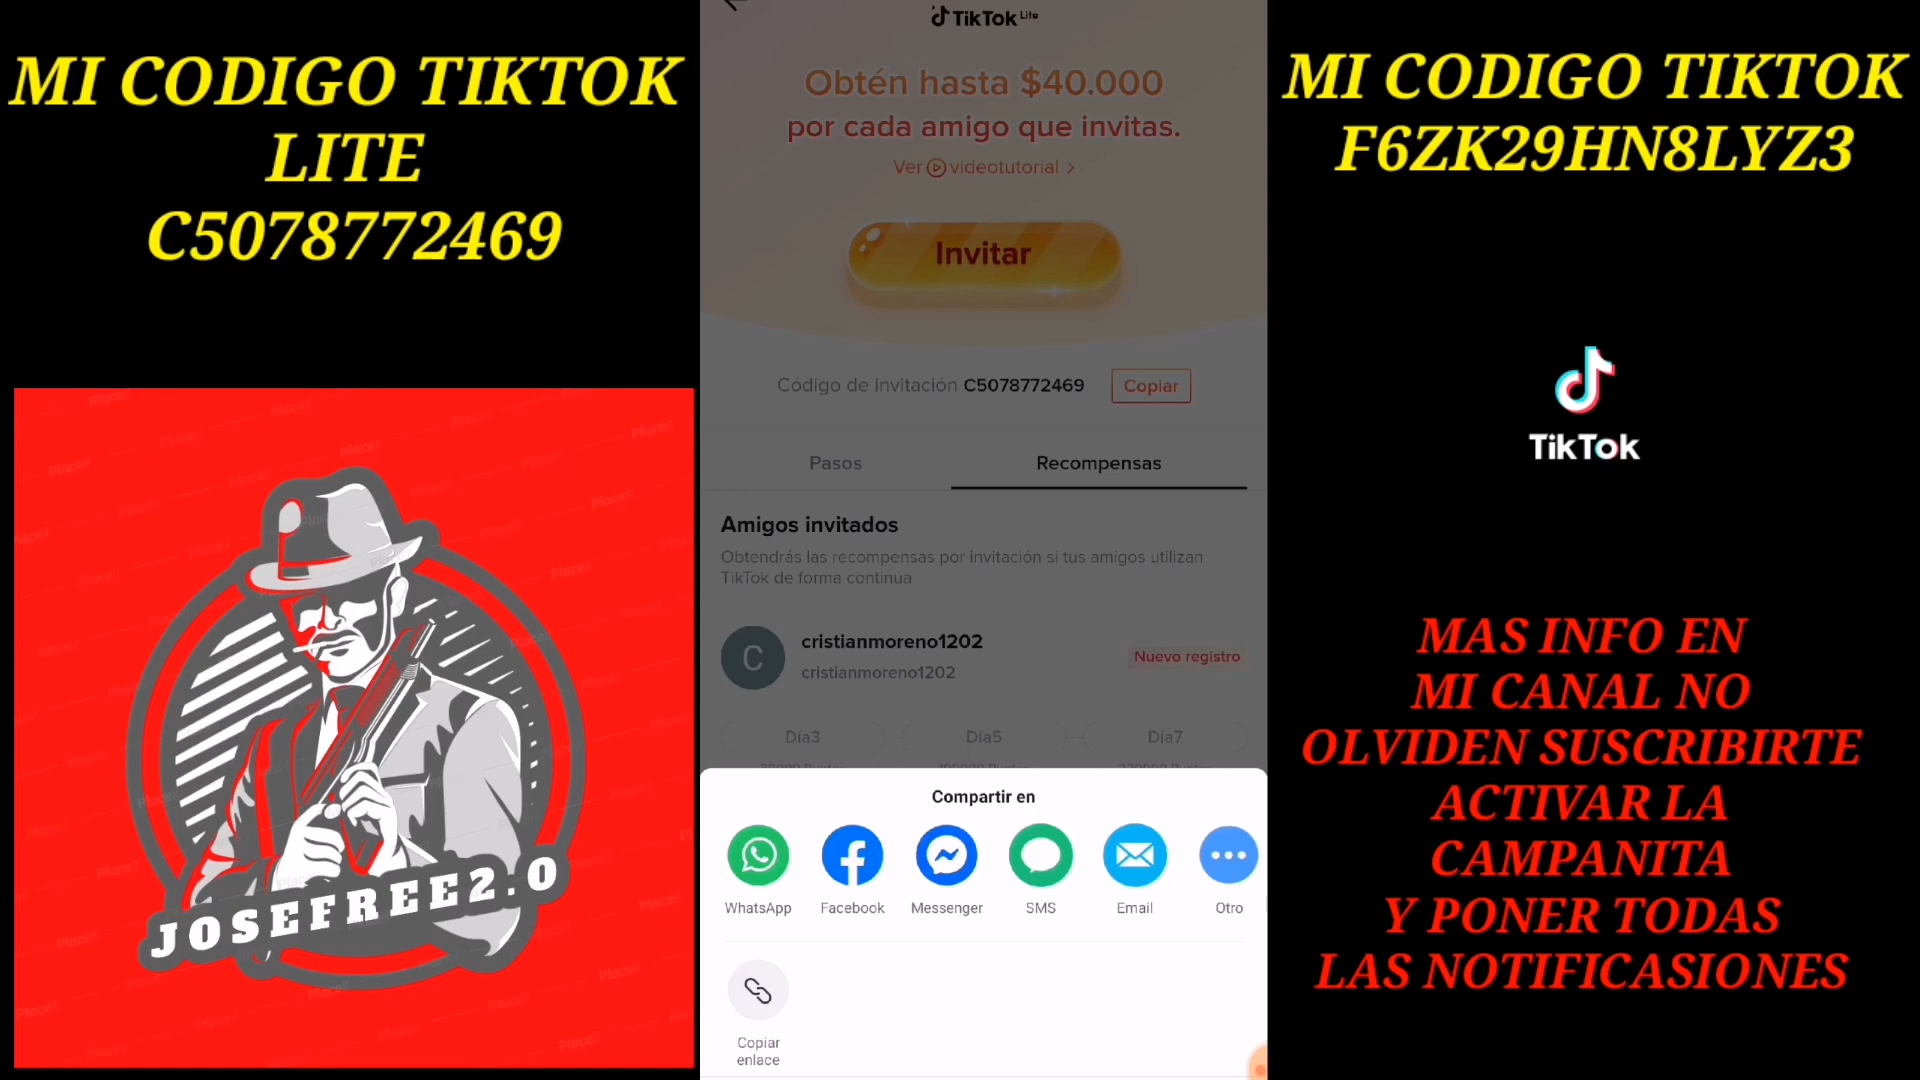 MI CODIGO TIKTOK
LITE
C5078772469
JOSEFREE2.0
TikTok Lite
Obtén hasta $40.000
por cada amigo que invitas.
Ver videotutorial >
Invitar
Código de invitación C5078772469
Copiar
Pasos
Recompensas
Amigos invitados
Obtendrás las recompensas por invitación si tus amigos utilizan
TikTok de forma continua
C
cristianmoreno1202
cristianmoreno1202
Nuevo registro
Día3
Día5
Día7
Compartir en
WhatsApp
Facebook
Messenger
SMS
Email
Otro
Copiar
enlace
MI CODIGO TIKTOK
F6ZK29HN8LYZ3
TikTok
MAS INFO EN
MI CANAL NO
OLVIDEN SUSCRIBIRTE
ACTIVAR LA
CAMPANITA
Y PONER TODAS
LAS NOTIFICASIONES